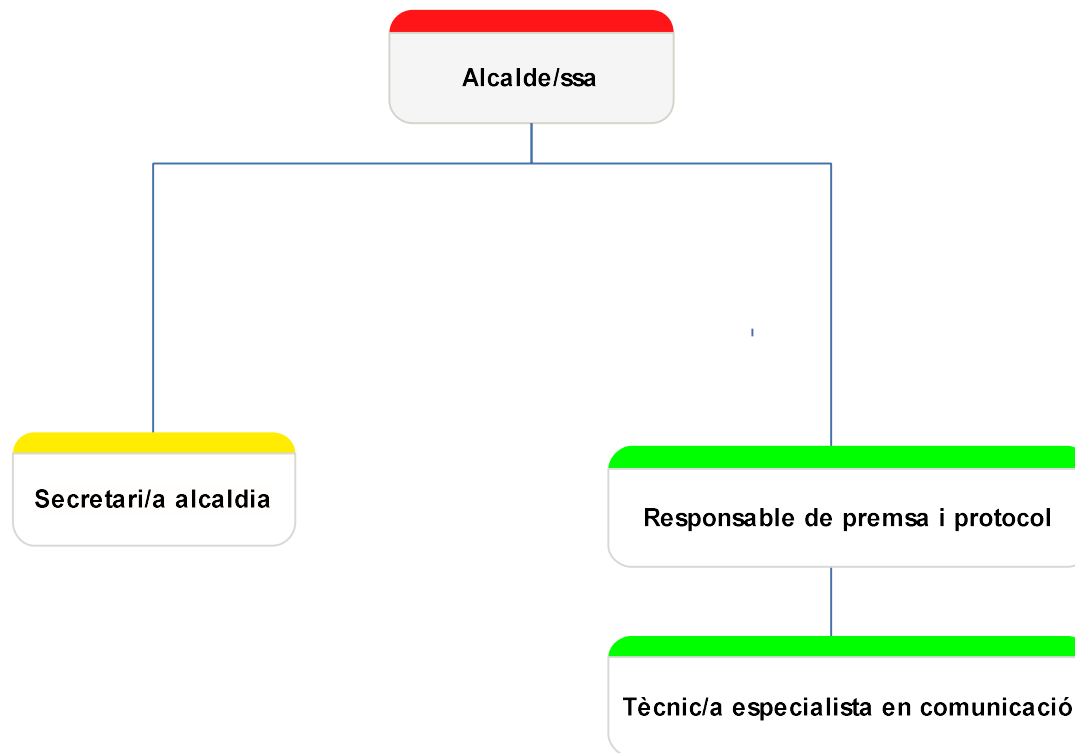 Alcalde/ssa
Secretari/a alcaldia
Responsable de premsa i protocol
Tècnic/a especialista en comunicació